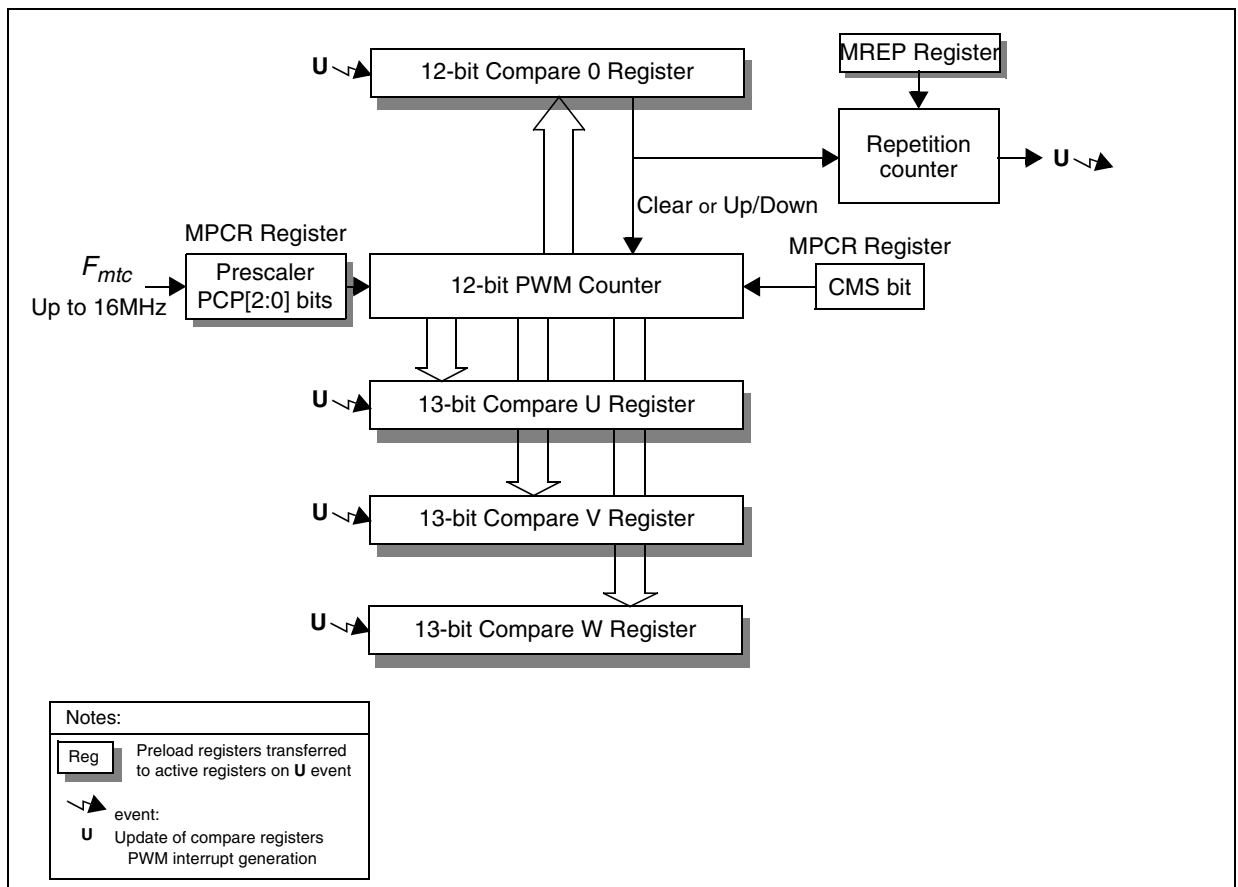 U
12-bit Compare 0 Register
MREP Register
Repetition
counter
U
Clear or Up/Down
MPCR Register
MPCR Register
Fmtc
Up to 16MHz
Prescaler
PCP[2:0] bits
12-bit PWM Counter
CMS bit
U
13-bit Compare U Register
U
13-bit Compare V Register
U
13-bit Compare W Register
Notes:
Reg
Preload registers transferred
to active registers on U event
event:
U Update of compare registers
PWM interrupt generation